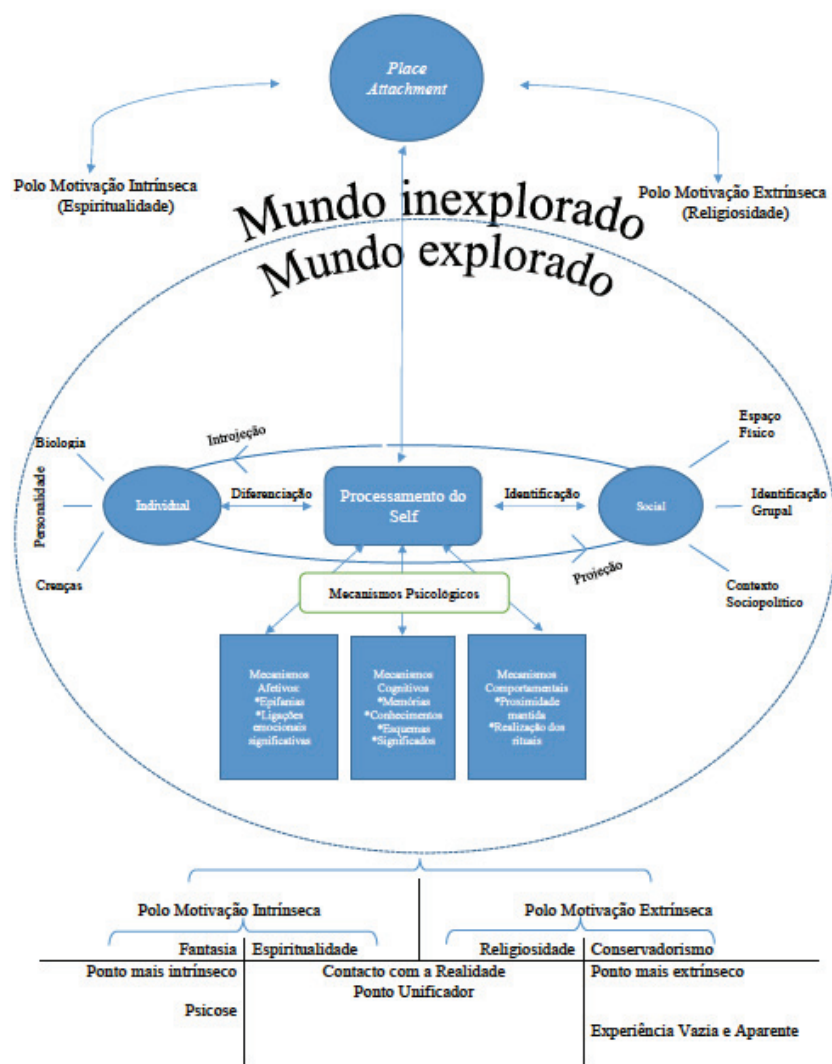 Place
Attachment
Polo Motivação Intrínseca
(Espiritualidade)
Polo Motivação Extrínseca
(Religiosidade)
Mundo inexplorado
Mundo explorado
Biologia
Personalidade
Crenças
Individual
Introjeção
Diferenciação
Processamento do
Self
Identificação
Projeção
Social
Espaço
Físico
Identificação
Grupal
Contexto
Sociopolítico
Mecanismos Psicológicos
Mecanismos
Afetivos:
*Epifanias
*Ligações
emocionais
significativas
Mecanismos
Cognitivos
*Memórias
*Conhecimentos
*Esquemas
*Significados
Mecanismos
Comportamentais
*Proximidade
mantida
*Realização dos
rituais
Polo Motivação Intrínseca
Polo Motivação Extrínseca
Fantasia
Espiritualidade
Religiosidade
Conservadorismo
Ponto mais intrínseco
Contacto com a Realidade
Ponto mais extrínseco
Ponto Unificador
Psicose
Experiência Vazia e Aparente